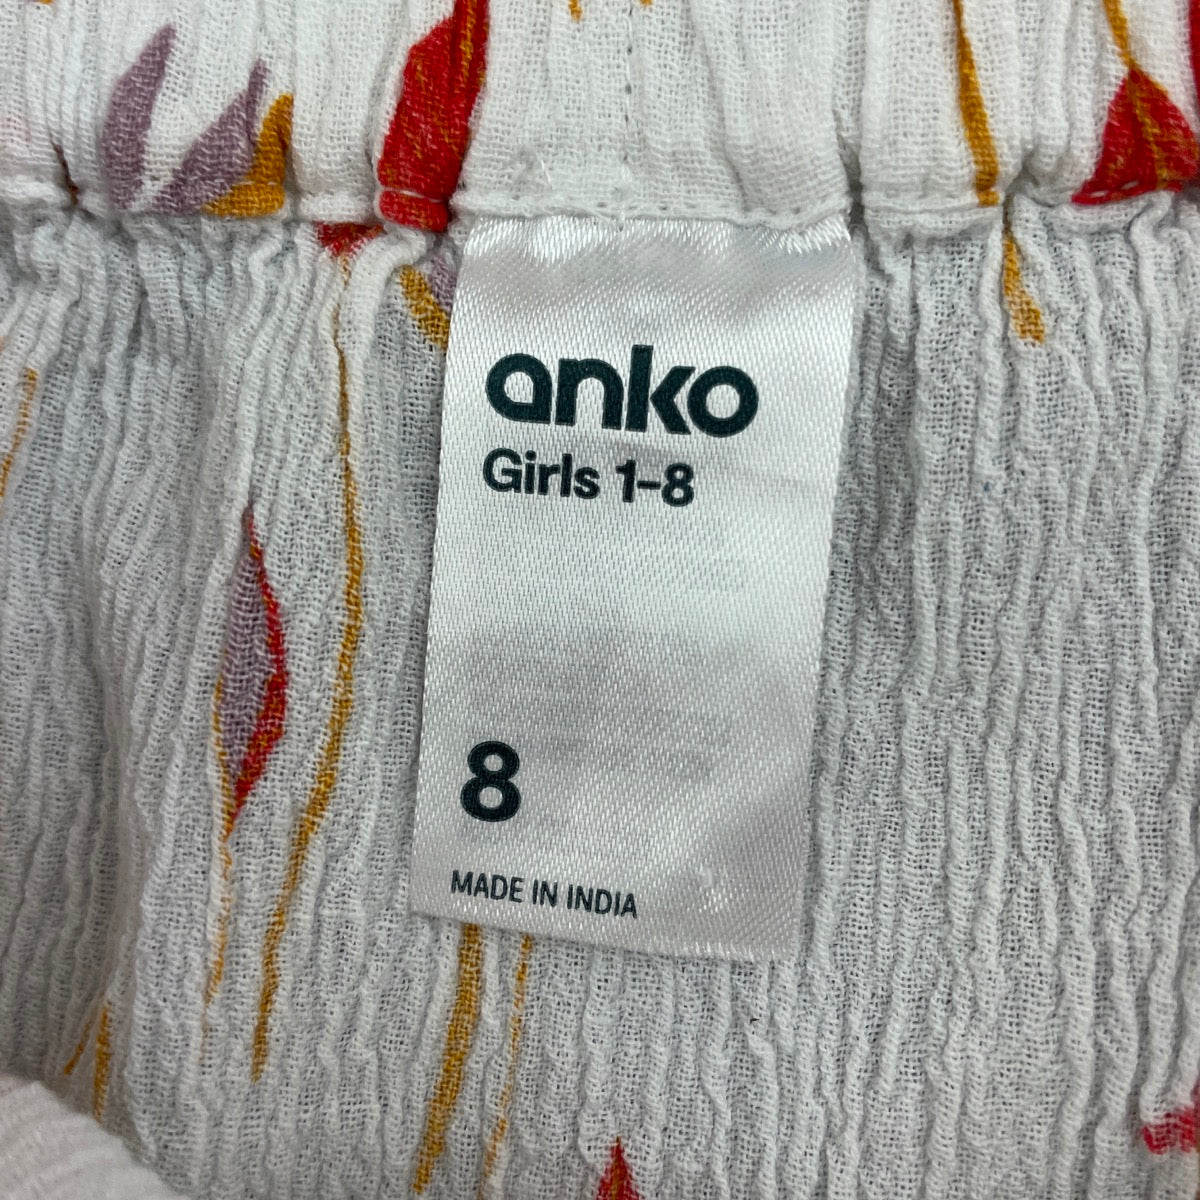 anko
Girls 1-8
8
MADE IN INDIA